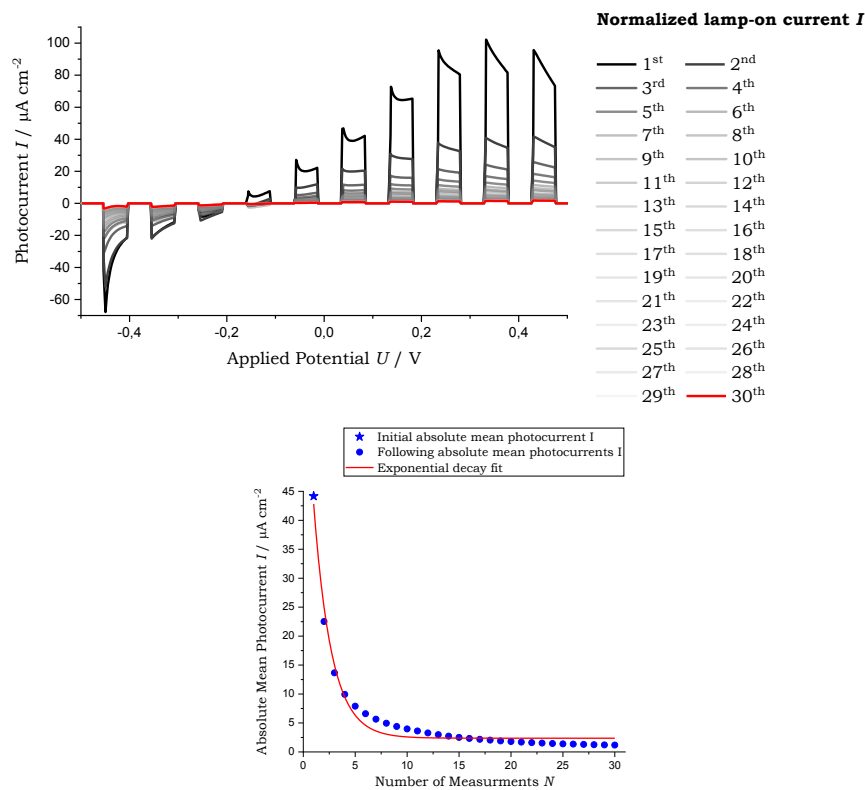 Normalized lamp-on current I
1st 2nd
3rd 4th
5th 6th
7th 8th
9th 10th
11th 12th
13th 14th
15th 16th
17th 18th
19th 20th
21th 22th
23th 24th
25th 26th
27th 28th
29th 30th
Photocurrent I / µA cm-2
100
80
60
40
20
0
-20
-40
-60
-0,4 -0,2 0,0 0,2 0,4
Applied Potential U / V
Initial absolute mean photocurrent I
Following absolute mean photocurrents I
Exponential decay fit
Absolute Mean Photocurrent I / µA cm-2
45
40
35
30
25
20
15
10
5
0
0 5 10 15 20 25 30
Number of Measurments N